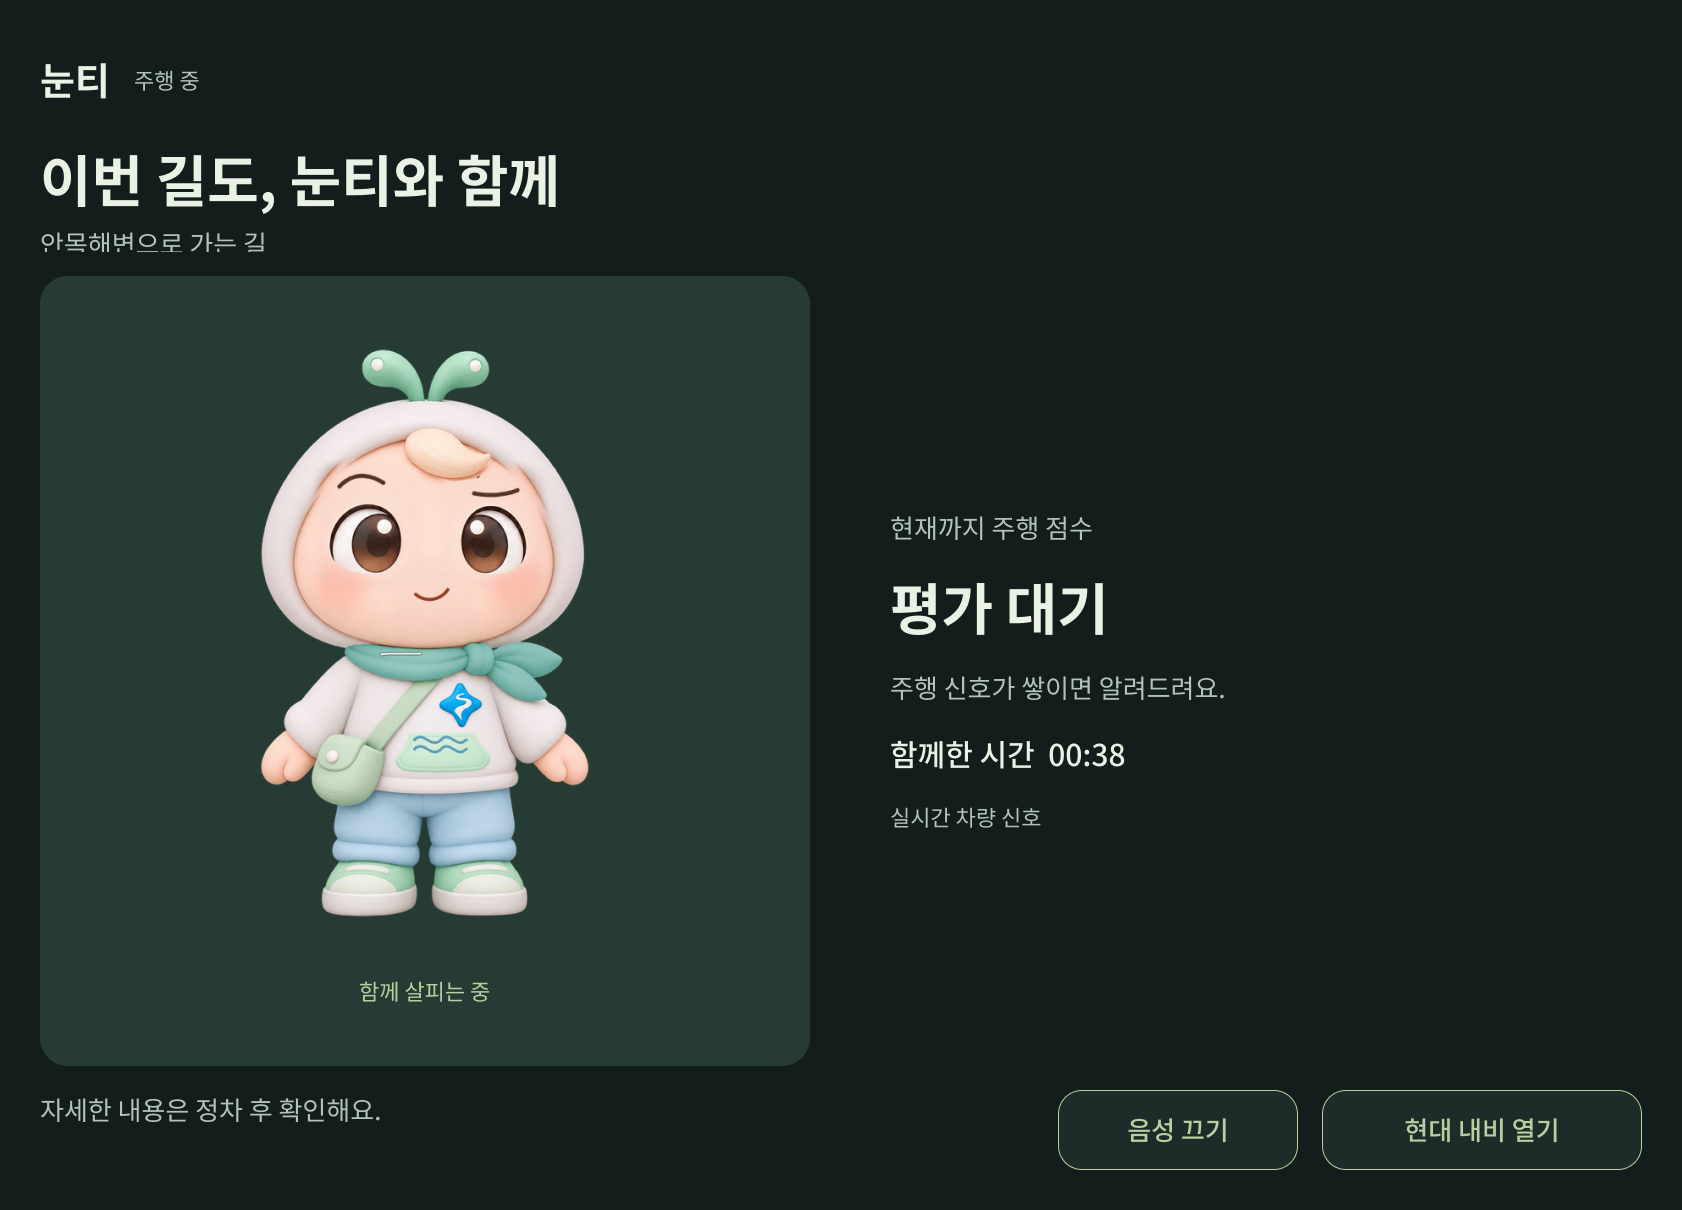 눈티 주행 중
이번 길도, 눈티와 함께
안목해변으로 가는 길
현재까지 주행 점수
평가 대기
주행 신호가 쌓이면 알려드려요.
함께한 시간 00:38
실시간 차량 신호
함께 살피는 중
자세한 내용은 정차 후 확인해요.
음성 끄기
현대 내비 열기